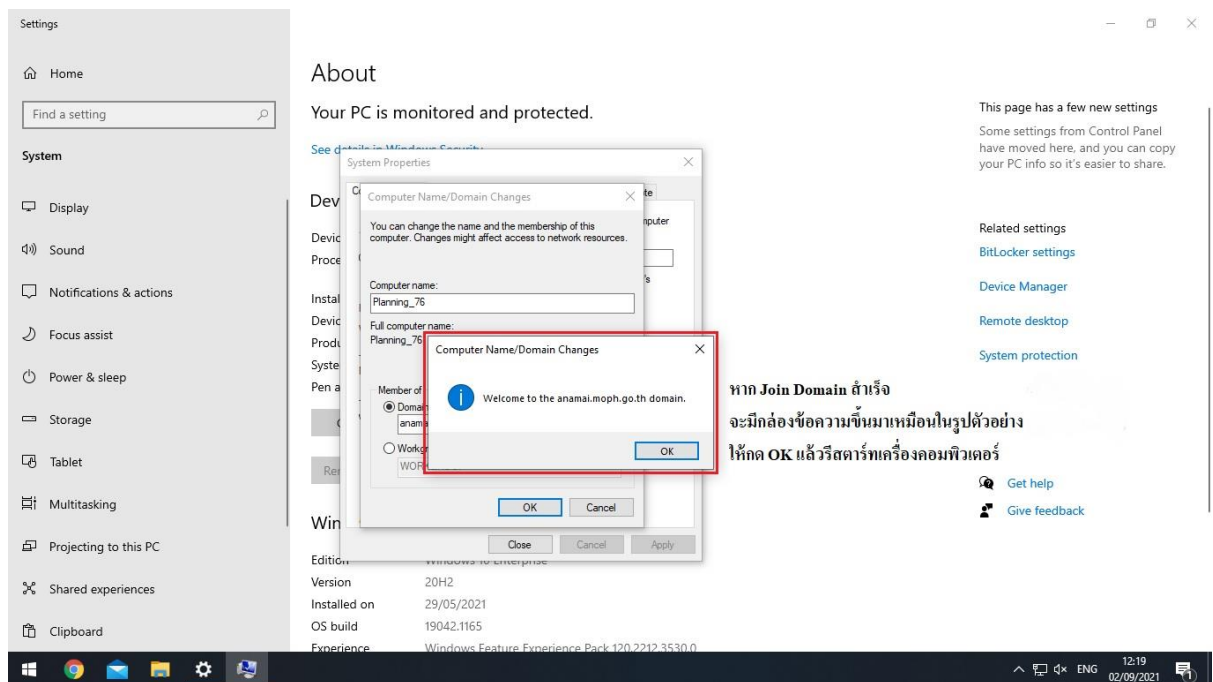 Settings
Home
Find a setting
System
Display
Sound
Notifications & actions
Focus assist
Power & sleep
Storage
Tablet
Multitasking
Projecting to this PC
Shared experiences
Clipboard
About
Your PC is monitored and protected.
See details in Windows Security
System Properties
Computer Name/Domain Changes
You can change the name and the membership of this
computer. Changes might affect access to network resources.
Computer name:
Planning_76
Full computer name:
Planning_76
Member of
Domain
anamai
Workgr
WOR
OK
Cancel
Computer Name/Domain Changes
Welcome to the anamai.moph.go.th domain.
OK
Close
Cancel
Apply
Edition Windows 10 Enterprise
Version 20H2
Installed on 29/05/2021
OS build 19042.1165
Experience Windows Feature Experience Pack 120.2212.3530.0
This page has a few new settings
Some settings from Control Panel
have moved here, and you can copy
your PC info so it's easier to share.
Related settings
BitLocker settings
Device Manager
Remote desktop
System protection
หาก Join Domain สำเร็จ
จะมีกล่องข้อความขึ้นมาเหมือนในรูปตัวอย่าง
ให้กด OK แล้วรีสตาร์ทเครื่องคอมพิวเตอร์
Get help
Give feedback
ENG
12:19
02/09/2021